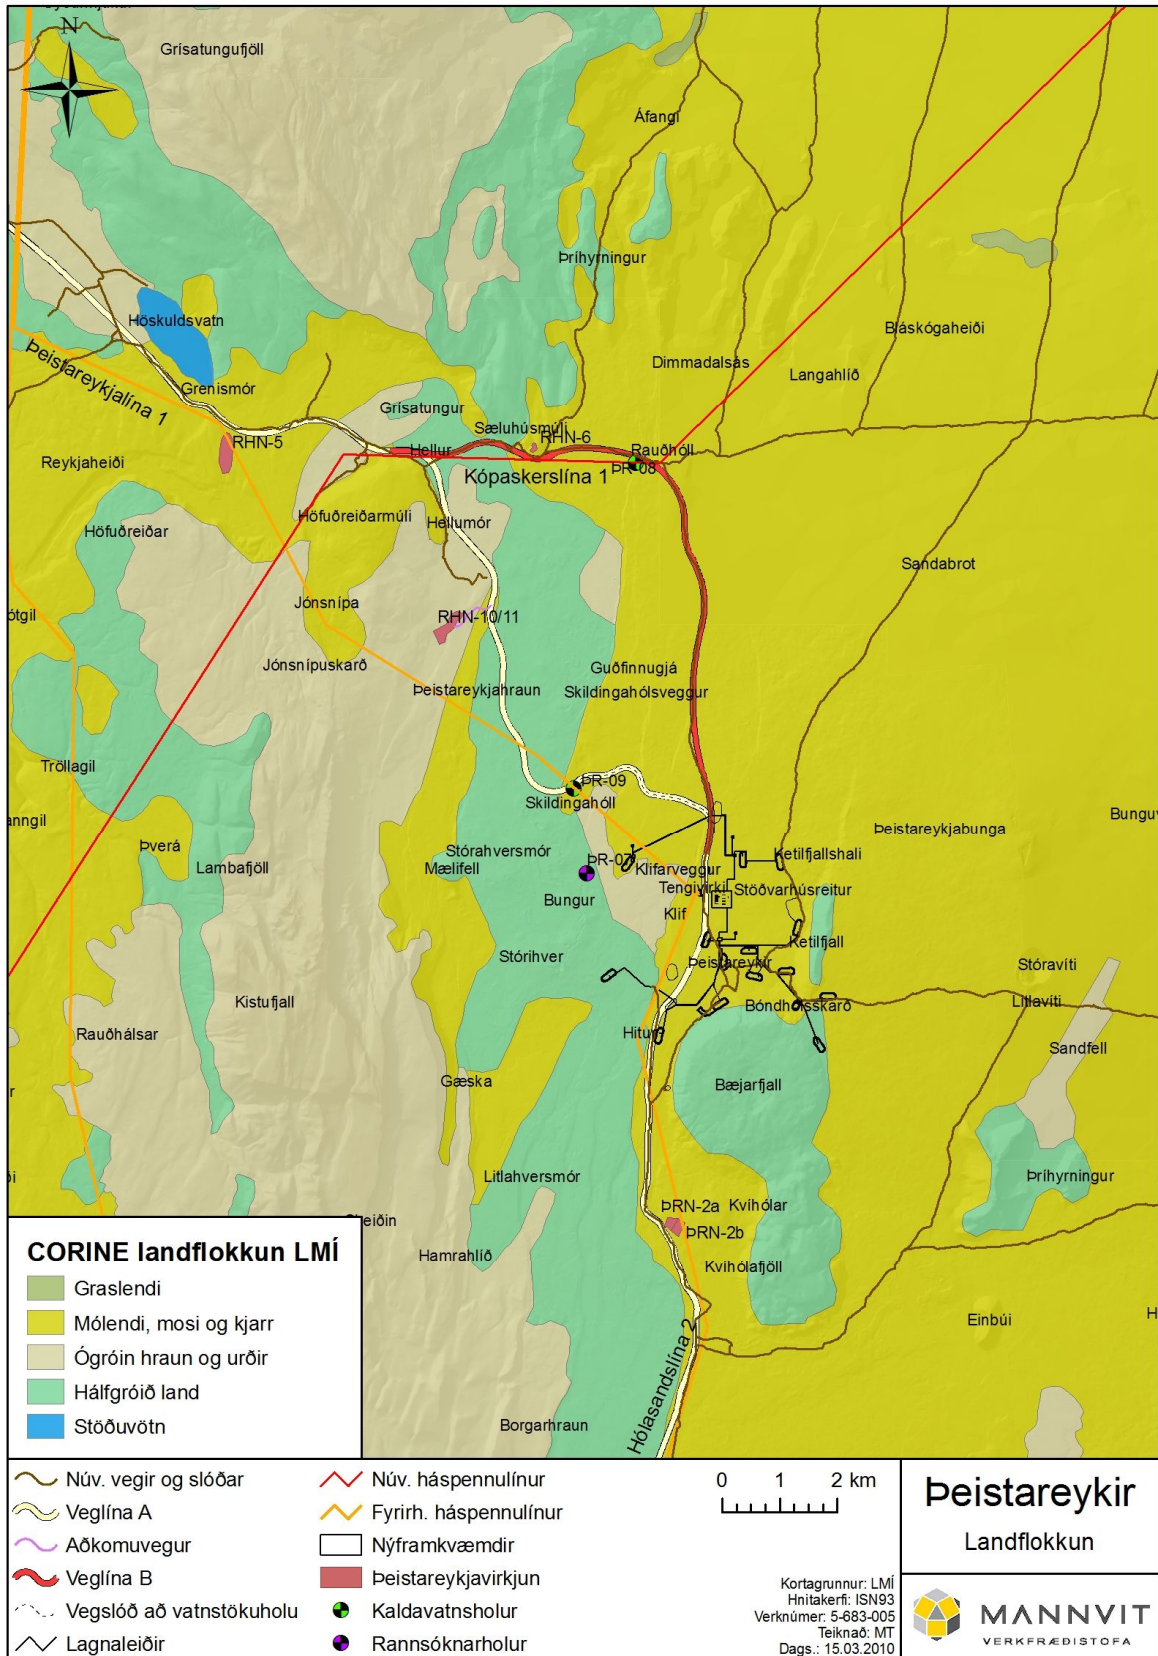 N
Grísatungufjöll
Áfangi
Þríhyrningur
Höskuldsvatn
Bláskógaheiði
Þeistareykjalína 1
Dimmadalsás
Langahlíð
Grenismór
Grísatungur
Sæluhúsmúli
RHN-5
RHN-6
Hellur
Rauðhóll
Reykjaheiði
ÞR-08
Kópaskerslína 1
Höfuðreiðarmúli
Hellumór
Höfuðreiðar
Sandabrot
Jónsnípa
RHN-10/11
Jónsnípuskarð
Guðfinnugjá
Þeistareykjahraun
Skildingahólsveggur
Tröllagil
ÞR-09
Skildingahóll
Þeistareykjabunga
Þverá
Stórahversmór
ÞR-07
Ketilfjallshali
Lambafjöll
Mælifell
Klifarveggur
Tengivirki
Stöðvarhúsreitur
Bungur
Klif
Ketilfjall
Stórihver
Þeistareykir
Stóravíti
Kistufjall
Bóndhólsskarð
Litlavíti
Rauðhálsar
Hitur
Sandfell
Gæska
Bæjarfjall
Litlahversmór
Þríhyrningur
ÞRN-2a
Kvíhólar
ÞRN-2b
Hamrahlíð
Kvíhólafjöll
Einbúi
Hólasandslína 2
Borgarhraun
CORINE landflokkun LMÍ
Graslendi
Mólendi, mosi og kjarr
Ógróin hraun og urðir
Hálfgróið land
Stöðuvötn
Núv. vegir og slóðar
Veglína A
Aðkomuvegur
Veglína B
Vegslóð að vatnstökuholu
Lagnaleiðir
Núv. háspennulínur
Fyrirh. háspennulínur
Nýframkvæmdir
Þeistareykjavirkjun
Kaldavatnsholur
Rannsóknarholur
0 1 2 km
Kortagrunnur: LMÍ
Hnitakerfi: ISN93
Verknúmer: 5-683-005
Teiknað: MT
Dags.: 15.03.2010
Þeistareykir
Landflokkun
MANNVIT
VERKFRÆÐISTOFA